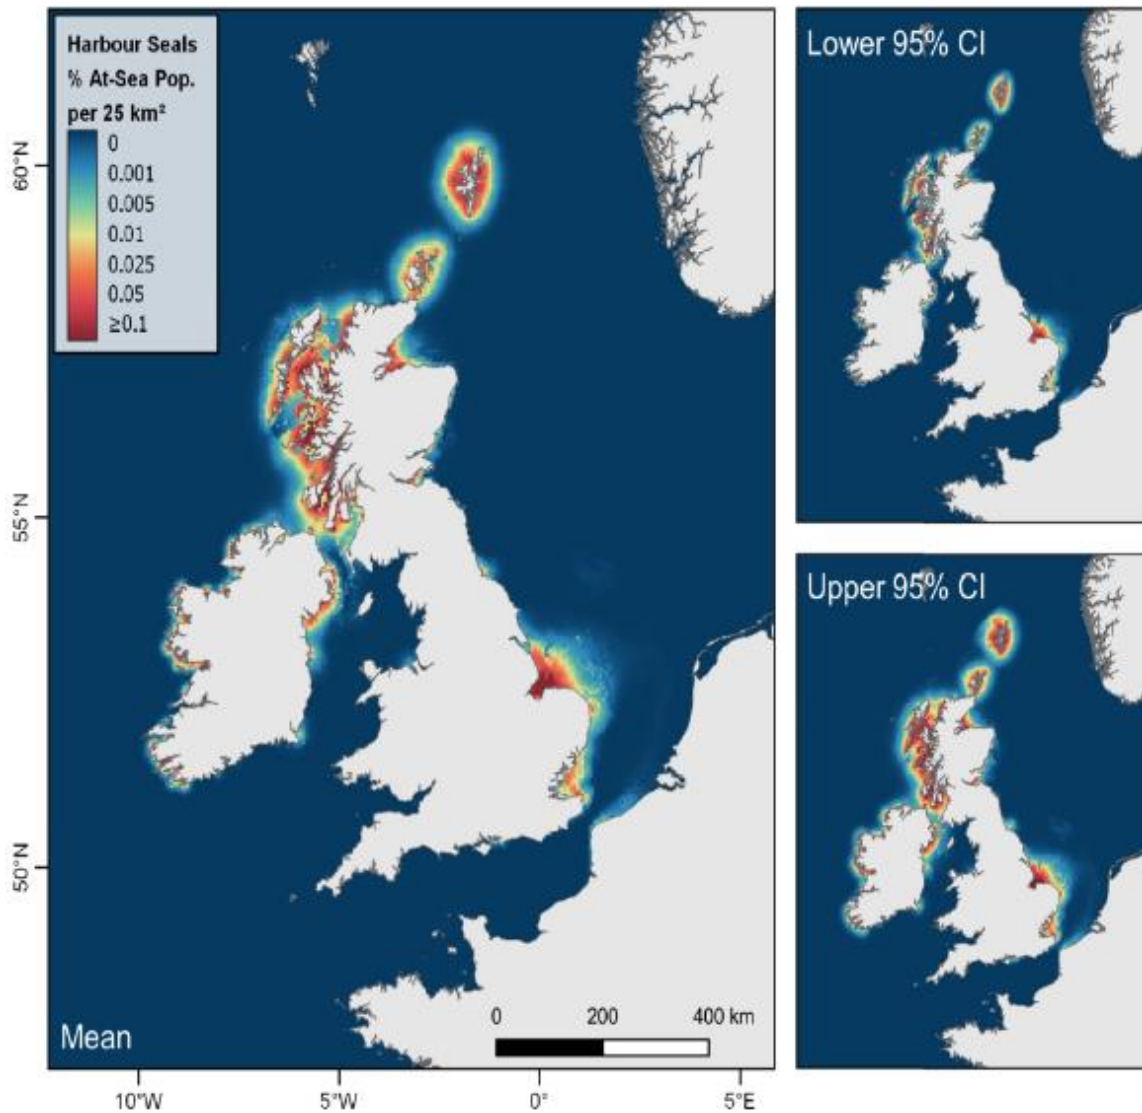 Harbour Seals
% At-Sea Pop.
per 25 km²
0
0.001
0.005
0.01
0.025
0.05
≥0.1
60°N
55°N
50°N
Mean
0 200 400 km
10°W 5°W 0° 5°E
Lower 95% CI
Upper 95% CI